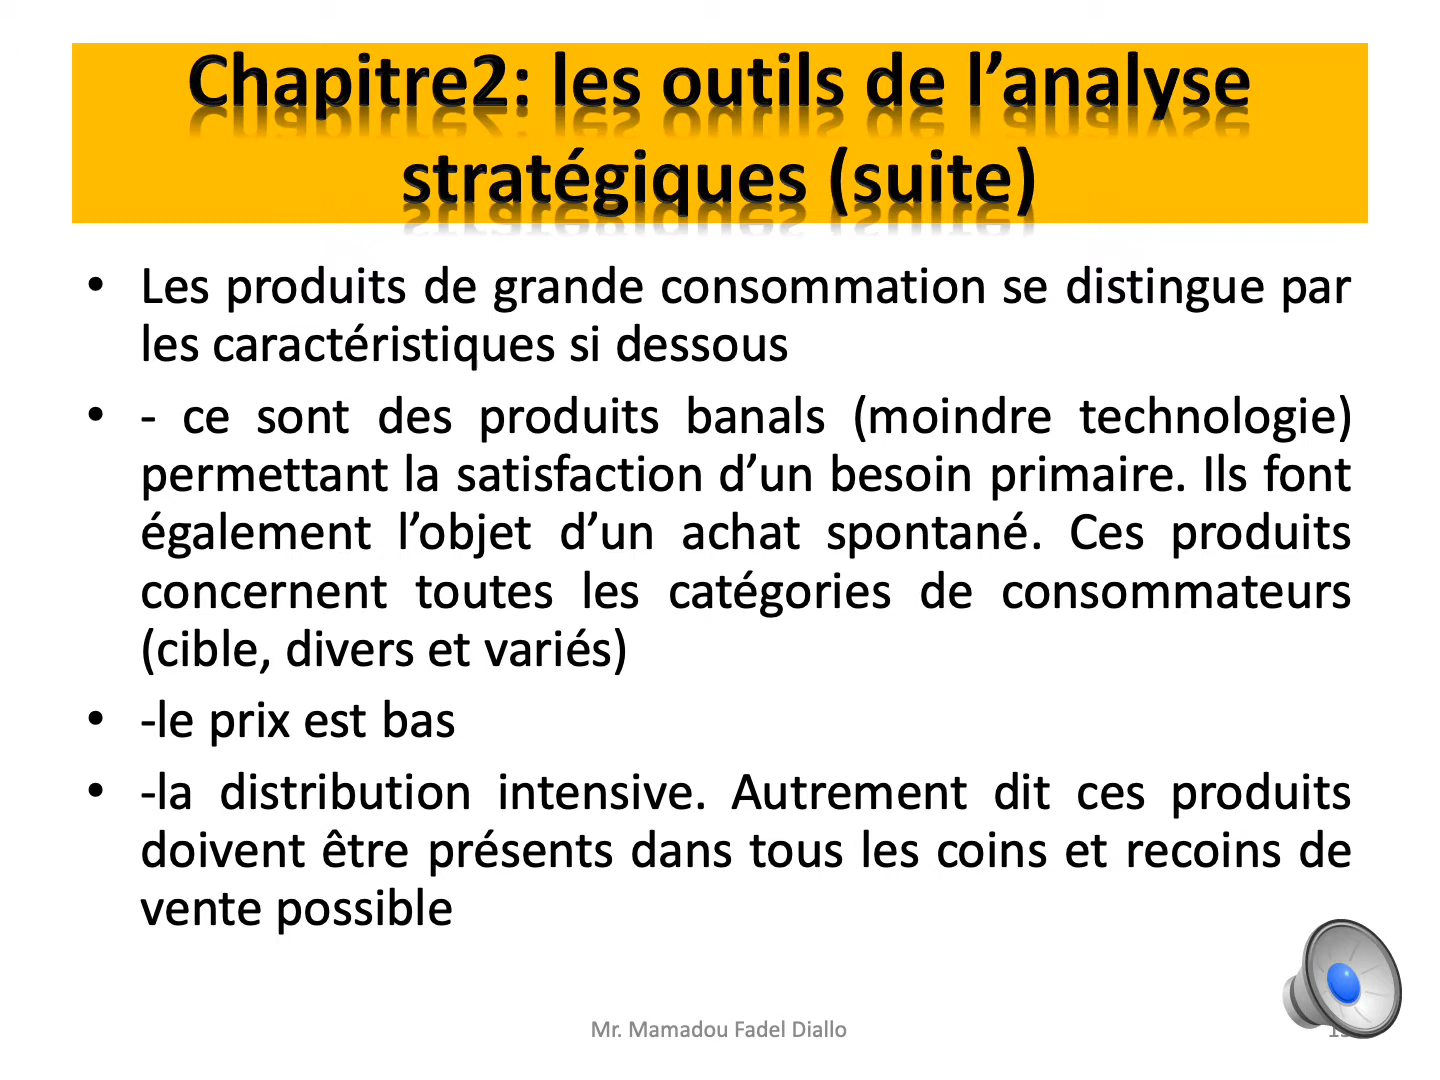 Chapitre2: les outils de l’analyse
stratégiques (suite)
• Les produits de grande consommation se distingue par
les caractéristiques si dessous
• - ce sont des produits banals (moindre technologie)
permettant la satisfaction d’un besoin primaire. Ils font
également l’objet d’un achat spontané. Ces produits
concernent toutes les catégories de consommateurs
(cible, divers et variés)
• -le prix est bas
• -la distribution intensive. Autrement dit ces produits
doivent être présents dans tous les coins et recoins de
vente possible
Mr. Mamadou Fadel Diallo